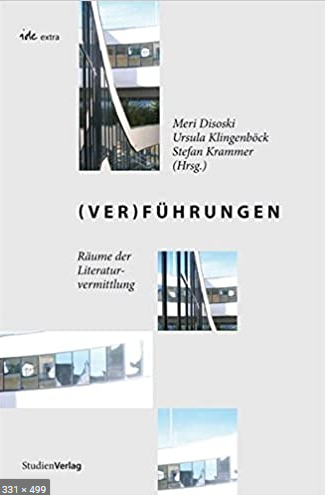 ide extra
Meri Disoski
Ursula Klingenböck
Stefan Krammer
(Hrsg.)
(VER)FÜHRUNGEN
Räume der
Literatur-
vermittlung
StudienVerlag
331 × 499